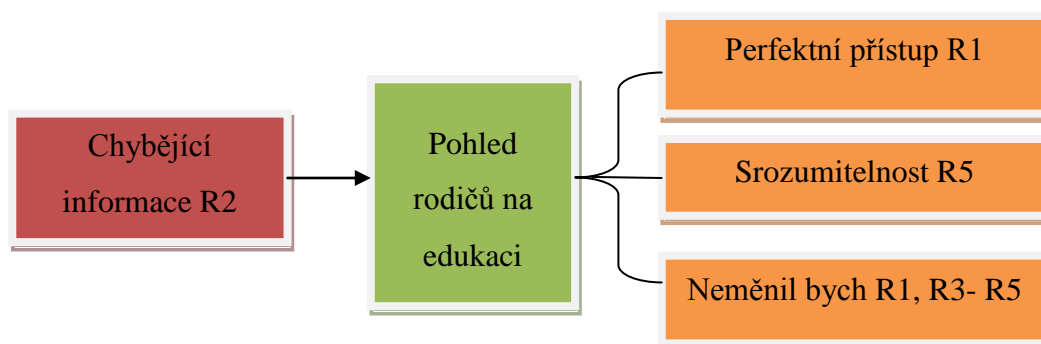 Chybějící
informace R2
Pohled
rodičů na
edukaci
Perfektní přístup R1
Srozumitelnost R5
Neměnil bych R1, R3- R5